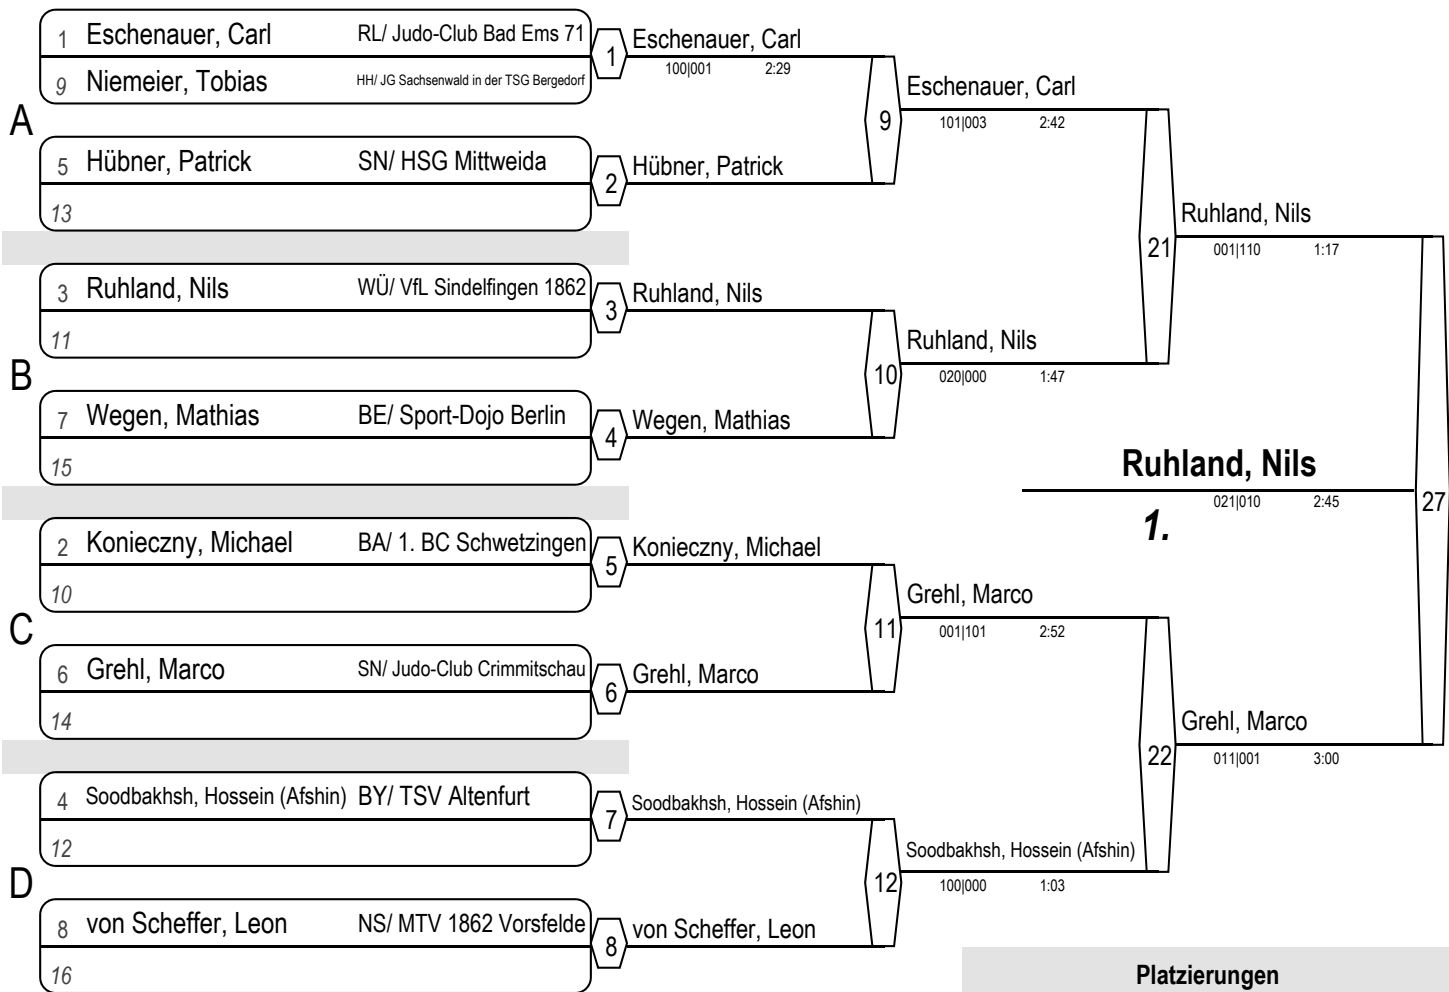 1 Eschenauer, Carl RL/ Judo-Club Bad Ems 71
9 Niemeier, Tobias HH/ JG Sachsenwald in der TSG Bergedorf
1
Eschenauer, Carl
100|001 2:29
A
5 Hübner, Patrick SN/ HSG Mittweida
13
2
Hübner, Patrick
9
Eschenauer, Carl
101|003 2:42
3 Ruhland, Nils WÜ/ VfL Sindelfingen 1862
11
3
Ruhland, Nils
B
7 Wegen, Mathias BE/ Sport-Dojo Berlin
15
4
Wegen, Mathias
10
Ruhland, Nils
020|000 1:47
21
Ruhland, Nils
001|110 1:17
2 Konieczny, Michael BA/ 1. BC Schwetzingen
10
5
Konieczny, Michael
C
6 Grehl, Marco SN/ Judo-Club Crimmitschau
14
6
Grehl, Marco
11
Grehl, Marco
001|101 2:52
4 Soodbakhsh, Hossein (Afshin) BY/ TSV Altenfurt
12
7
Soodbakhsh, Hossein (Afshin)
D
8 von Scheffer, Leon NS/ MTV 1862 Vorsfelde
16
8
von Scheffer, Leon
12
Soodbakhsh, Hossein (Afshin)
100|000 1:03
22
Grehl, Marco
011|001 3:00
27
Ruhland, Nils
021|010 2:45
1.
Platzierungen